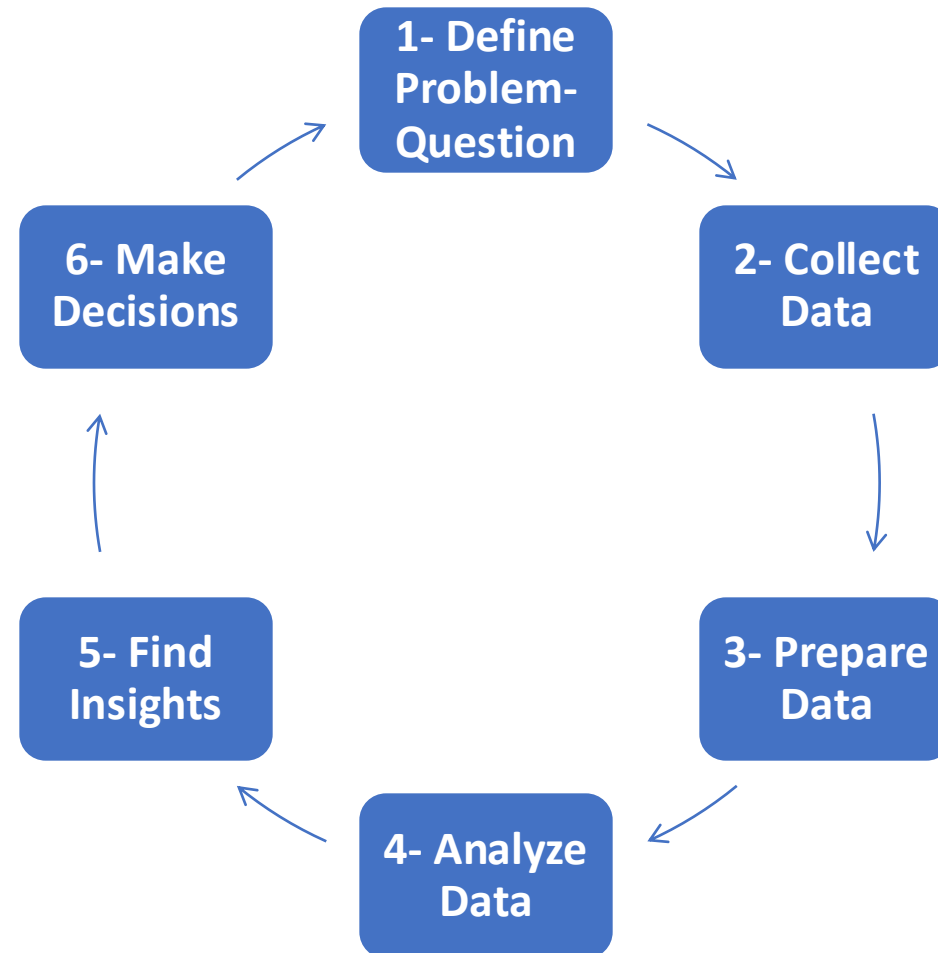 1- Define
Problem-
Question
2- Collect
Data
3- Prepare
Data
4- Analyze
Data
5- Find
Insights
6- Make
Decisions